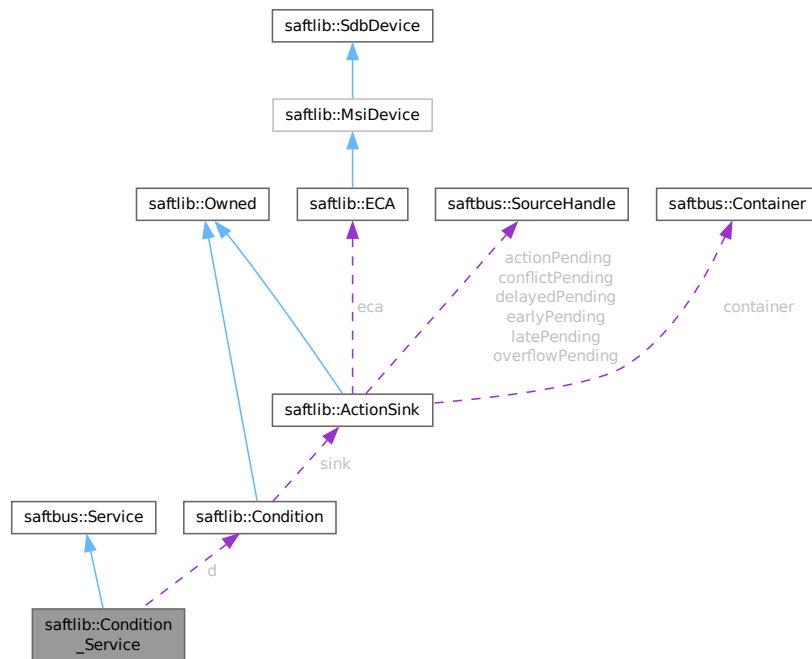 saftlib::SdbDevice
saftlib::MsiDevice
saftlib::Owned
saftlib::ECA
saftbus::SourceHandle
saftbus::Container
actionPending
conflictPending
delayedPending
earlyPending
latePending
overflowPending
eca
container
saftlib::ActionSink
sink
saftbus::Service
saftlib::Condition
d
saftlib::Condition
_Service